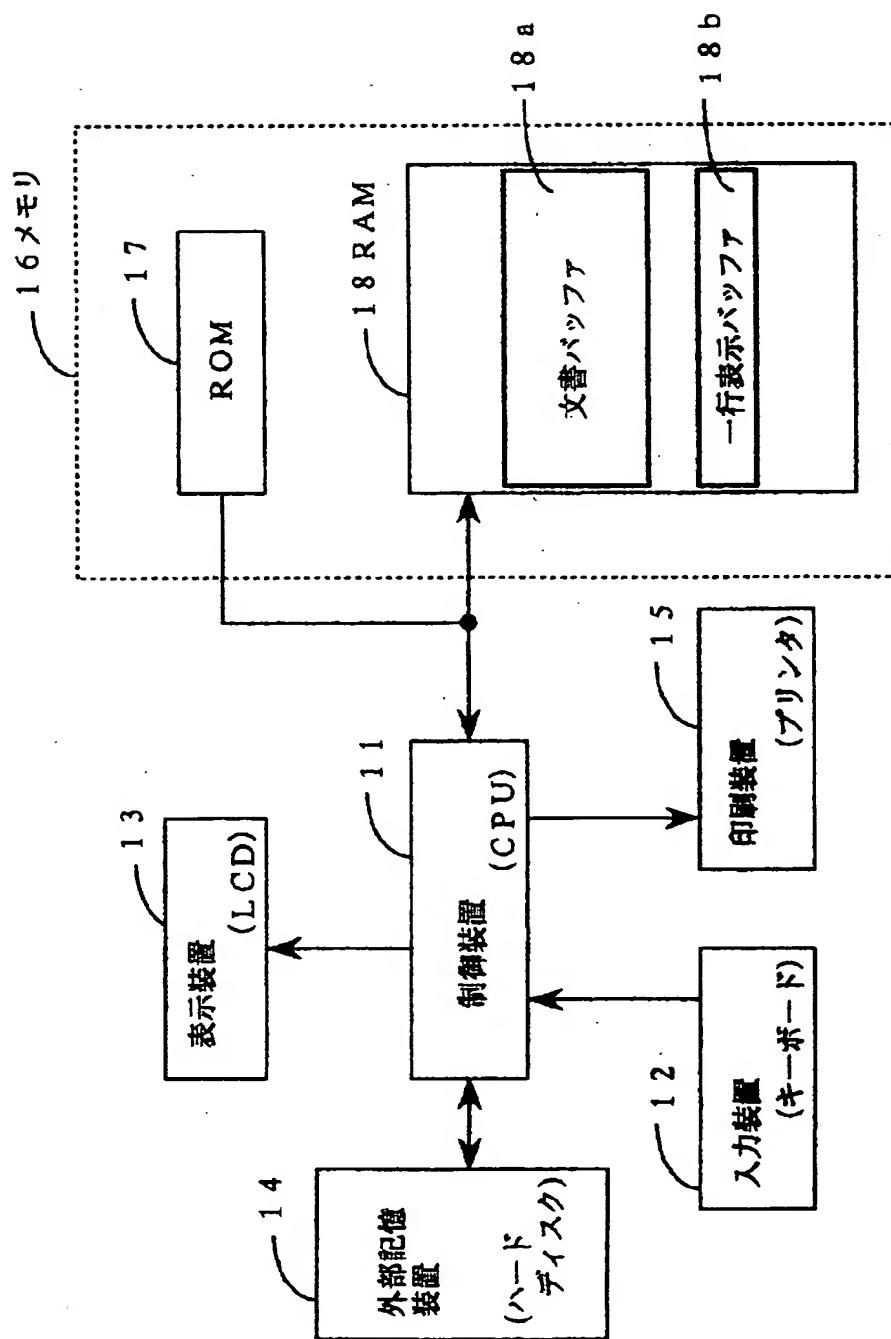 16メモリ
17
ROM
18RAM
18a
文書バッファ
18b
一行表示バッファ
13
表示装置
(LCD)
11
制御装置
(CPU)
14
外部記憶
装置
(ハード
ディスク)
12
入力装置
(キーボード)
15
印刷装置
(プリンタ)